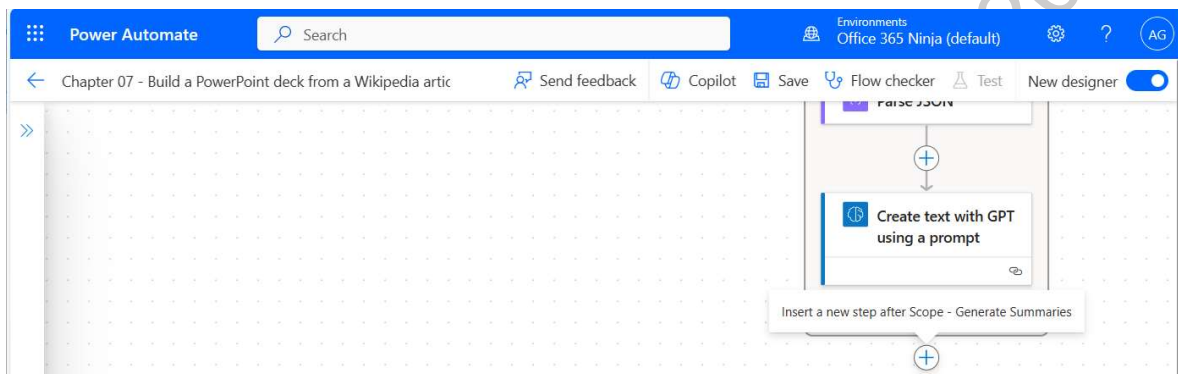 Power Automate
Search
Environments
Office 365 Ninja (default)
AG
Chapter 07 - Build a PowerPoint deck from a Wikipedia artic
Send feedback
Copilot
Save
Flow checker
Test
New designer
Parse JSON
Create text with GPT
using a prompt
Insert a new step after Scope - Generate Summaries